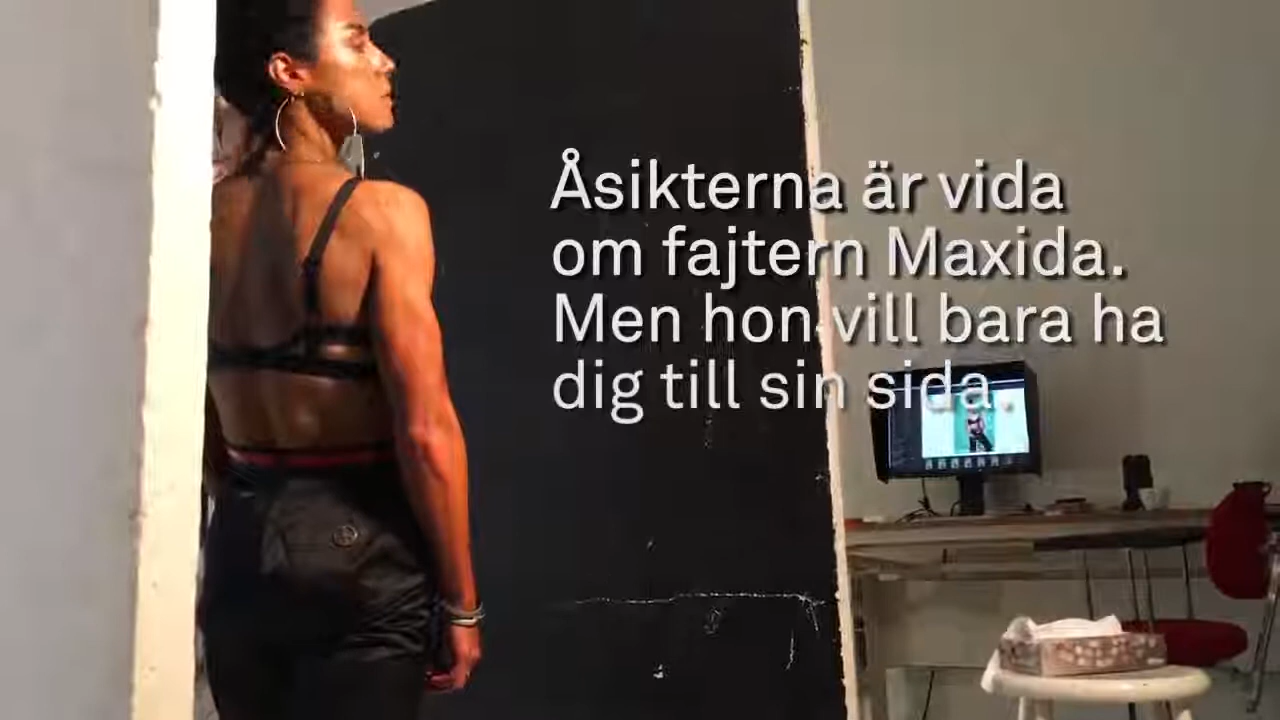 Åsikterna är vida
om fajtern Maxida.
Men hon vill bara ha
dig till sin sida.